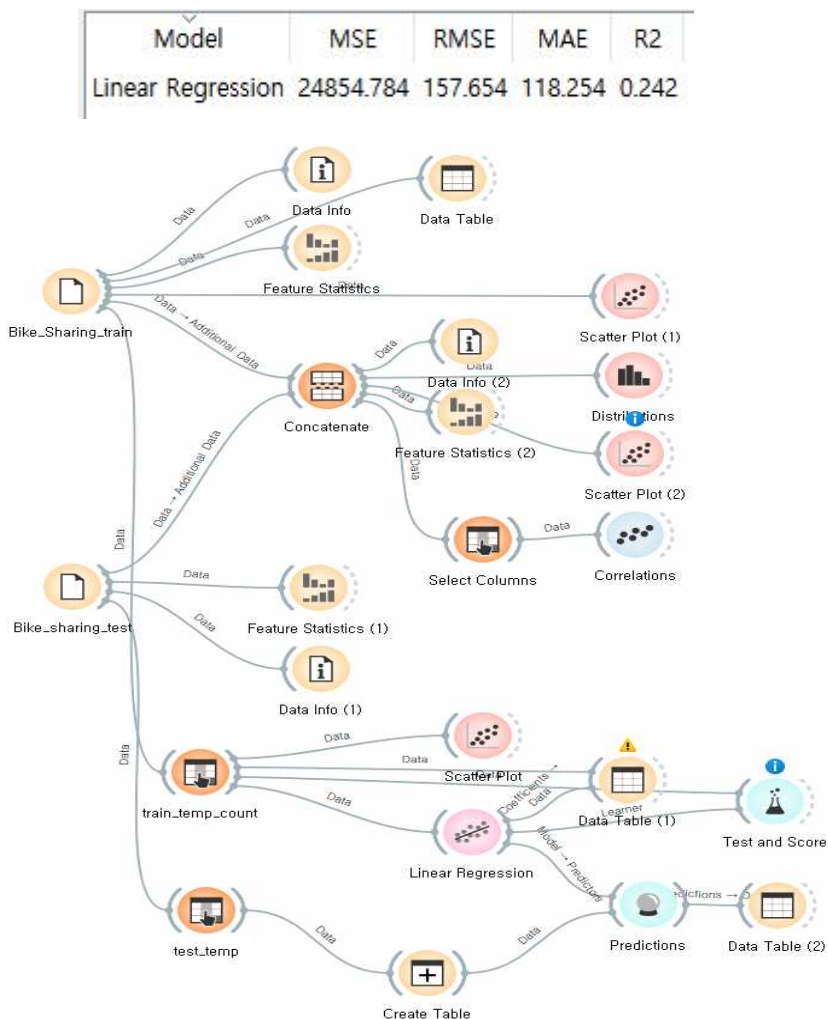 Model MSE RMSE MAE R2
Linear Regression 24854.784 157.654 118.254 0.242
Data Info
Data
Data Table
Data
Data
Feature Statistics
Bike_Sharing_train
Data → Additional Data
Data
Scatter Plot (1)
Data
Data Info (2)
Data
Data
Distributions
Concatenate
Feature Statistics (2)
Data
Scatter Plot (2)
Data → Additional Data
Data
Select Columns
Data
Correlations
Data
Bike_sharing_test
Data
Feature Statistics (1)
Data
Data Info (1)
Data
Data
Scatter Plot
Data
train_temp_count
Data
Coefficients →
Data
Data Table (1)
Learner
Test and Score
Linear Regression
Model → Predictors
test_temp
Data
Data
Predictions
Data Table (2)
Create Table